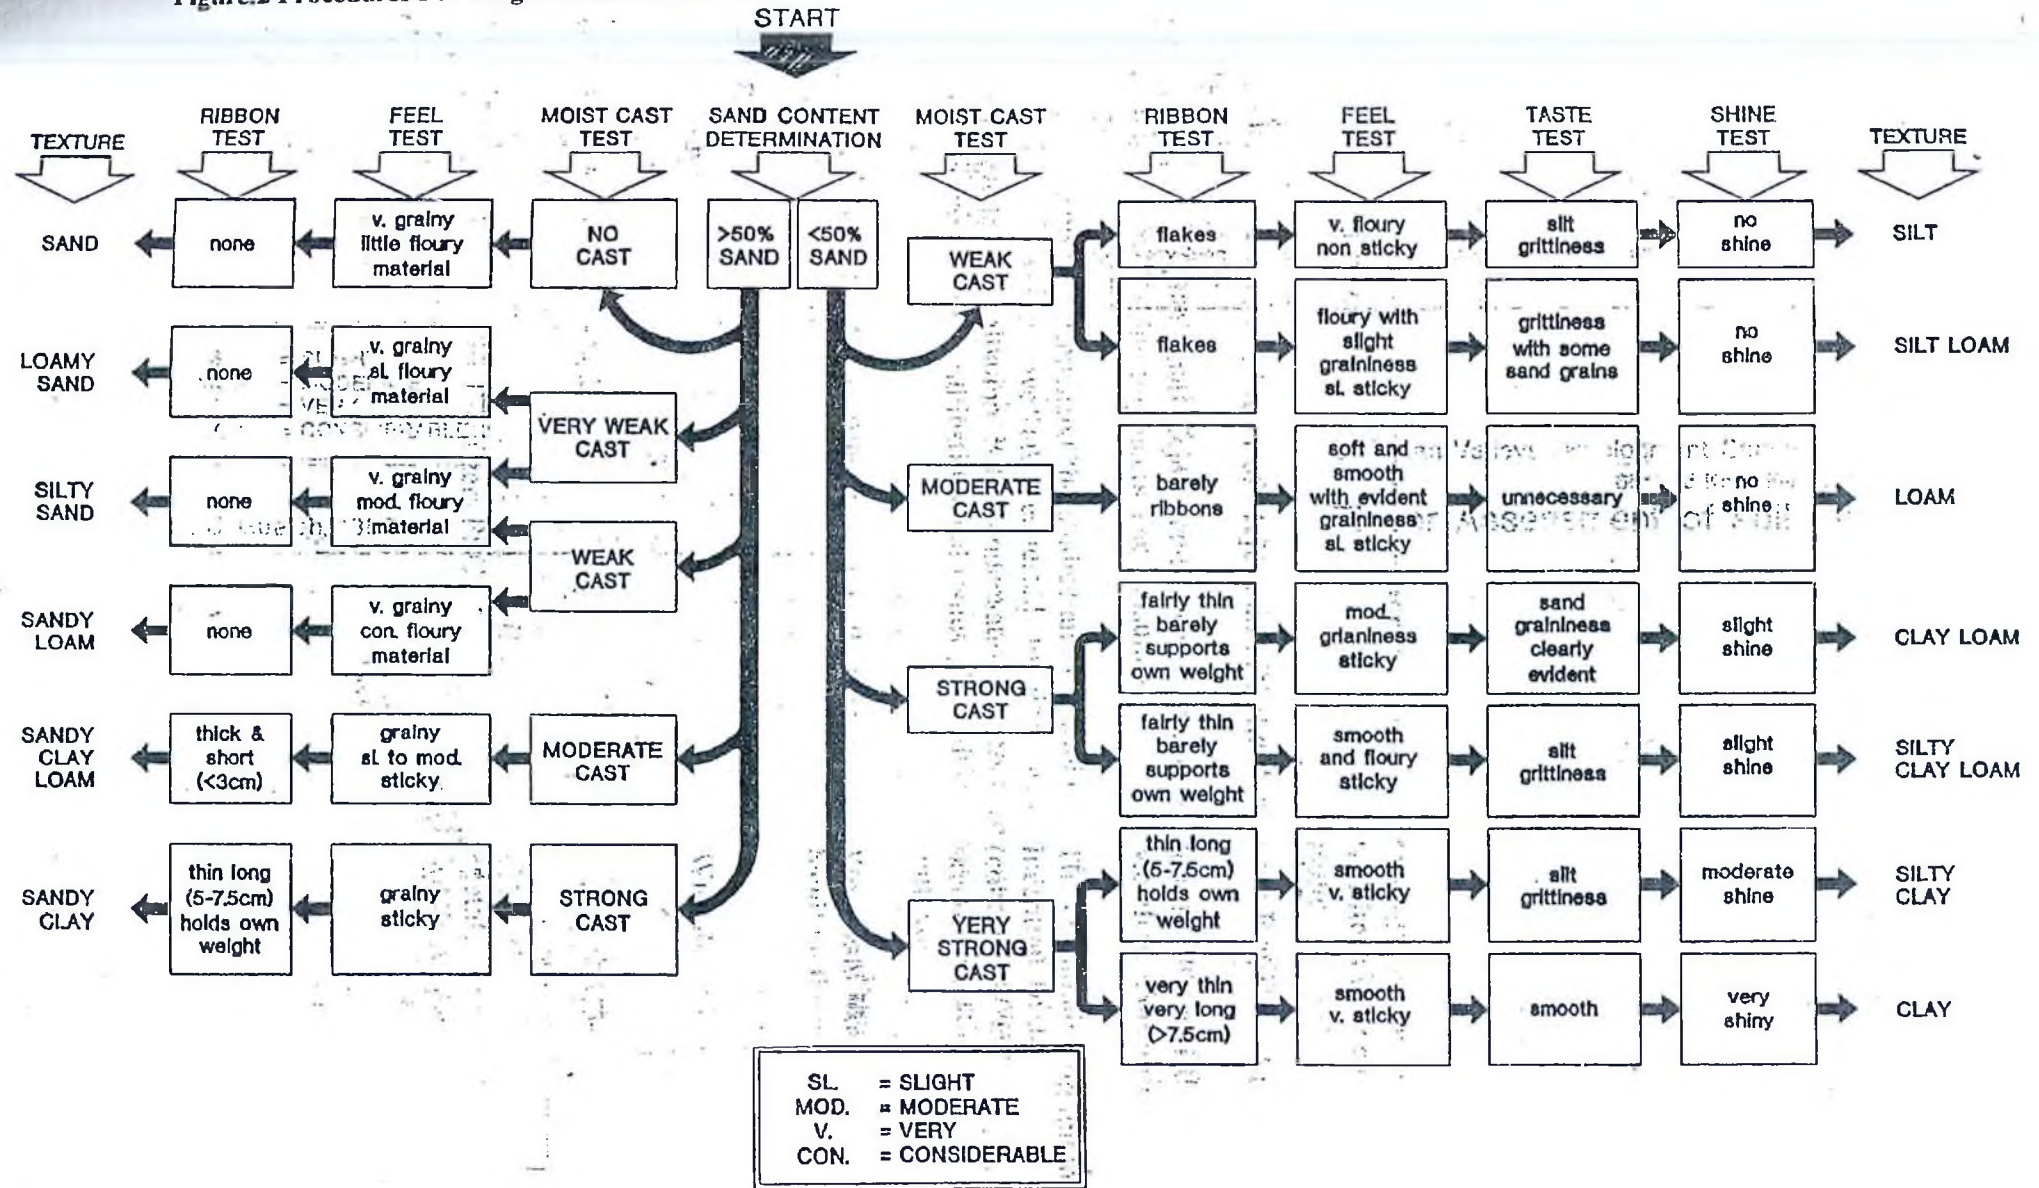 Figure.2 Procedures
START
TEXTURE
RIBBON
TEST
FEEL
TEST
MOIST CAST
TEST
SAND CONTENT
DETERMINATION
MOIST CAST
TEST
RIBBON
TEST
FEEL
TEST
TASTE
TEST
SHINE
TEST
TEXTURE
SAND
none
v. grainy
little floury
material
NO
CAST
>50%
SAND
<50%
SAND
WEAK
CAST
flakes
v. floury
non sticky
silt
grittiness
no
shine
SILT
flakes
floury with
slight
graininess
sl. sticky
grittiness
with some
sand grains
no
shine
SILT LOAM
LOAMY
SAND
none
v. grainy
sl. floury
material
VERY WEAK
CAST
SILTY
SAND
none
v. grainy
mod. floury
material
WEAK
CAST
MODERATE
CAST
barely
ribbons
soft and
smooth
with evident
graininess
sl. sticky
unnecessary
no
shine
LOAM
SANDY
LOAM
none
v. grainy
con. floury
material
STRONG
CAST
fairly thin
barely
supports
own weight
mod.
grianiness
sticky
sand
graininess
clearly
evident
slight
shine
CLAY LOAM
SANDY
CLAY
LOAM
thick &
short
(<3cm)
grainy
sl. to mod.
sticky
MODERATE
CAST
fairly thin
barely
supports
own weight
smooth
and floury
sticky
silt
grittiness
slight
shine
SILTY
CLAY LOAM
SANDY
CLAY
thin long
(5-7.5cm)
holds own
weight
grainy
sticky
STRONG
CAST
VERY
STRONG
CAST
thin long
(5-7.5cm)
holds own
weight
smooth
v. sticky
silt
grittiness
moderate
shine
SILTY
CLAY
very thin
very long
(>7.5cm)
smooth
v. sticky
smooth
very
shiny
CLAY
SL. = SLIGHT
MOD. = MODERATE
V. = VERY
CON. = CONSIDERABLE